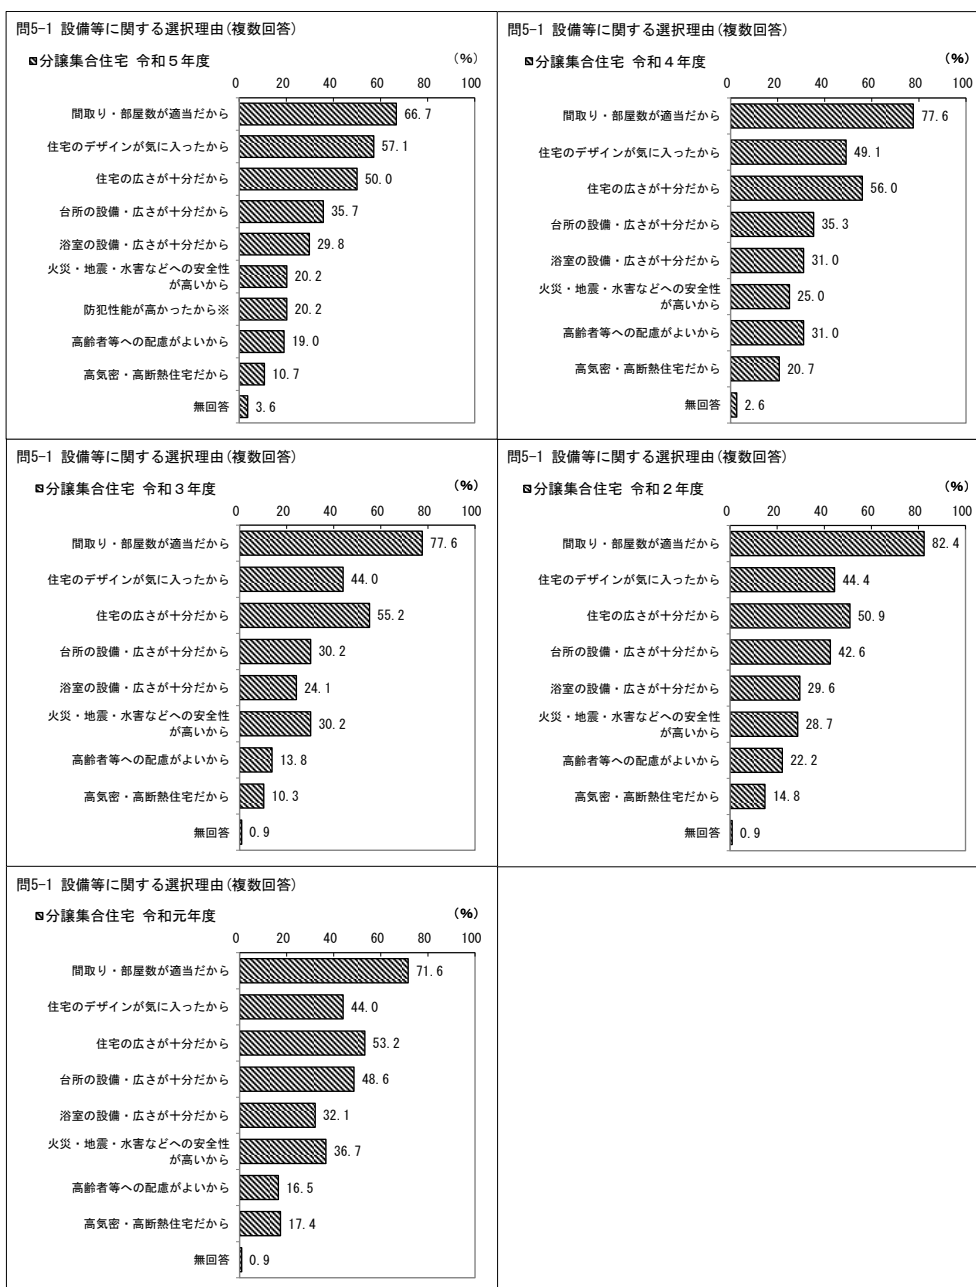 問5-1 設備等に関する選択理由(複数回答)
分譲集合住宅 令和５年度
(%)
0 20 40 60 80 100
間取り・部屋数が適当だから 66.7
住宅のデザインが気に入ったから 57.1
住宅の広さが十分だから 50.0
台所の設備・広さが十分だから 35.7
浴室の設備・広さが十分だから 29.8
火災・地震・水害などへの安全性
が高いから 20.2
防犯性能が高かったから※ 20.2
高齢者等への配慮がよいから 19.0
高気密・高断熱住宅だから 10.7
無回答 3.6
問5-1 設備等に関する選択理由(複数回答)
分譲集合住宅 令和４年度
(%)
0 20 40 60 80 100
間取り・部屋数が適当だから 77.6
住宅のデザインが気に入ったから 49.1
住宅の広さが十分だから 56.0
台所の設備・広さが十分だから 35.3
浴室の設備・広さが十分だから 31.0
火災・地震・水害などへの安全性
が高いから 25.0
高齢者等への配慮がよいから 31.0
高気密・高断熱住宅だから 20.7
無回答 2.6
問5-1 設備等に関する選択理由(複数回答)
分譲集合住宅 令和３年度
(%)
0 20 40 60 80 100
間取り・部屋数が適当だから 77.6
住宅のデザインが気に入ったから 44.0
住宅の広さが十分だから 55.2
台所の設備・広さが十分だから 30.2
浴室の設備・広さが十分だから 24.1
火災・地震・水害などへの安全性
が高いから 30.2
高齢者等への配慮がよいから 13.8
高気密・高断熱住宅だから 10.3
無回答 0.9
問5-1 設備等に関する選択理由(複数回答)
分譲集合住宅 令和２年度
(%)
0 20 40 60 80 100
間取り・部屋数が適当だから 82.4
住宅のデザインが気に入ったから 44.4
住宅の広さが十分だから 50.9
台所の設備・広さが十分だから 42.6
浴室の設備・広さが十分だから 29.6
火災・地震・水害などへの安全性
が高いから 28.7
高齢者等への配慮がよいから 22.2
高気密・高断熱住宅だから 14.8
無回答 0.9
問5-1 設備等に関する選択理由(複数回答)
分譲集合住宅 令和元年度
(%)
0 20 40 60 80 100
間取り・部屋数が適当だから 71.6
住宅のデザインが気に入ったから 44.0
住宅の広さが十分だから 53.2
台所の設備・広さが十分だから 48.6
浴室の設備・広さが十分だから 32.1
火災・地震・水害などへの安全性
が高いから 36.7
高齢者等への配慮がよいから 16.5
高気密・高断熱住宅だから 17.4
無回答 0.9